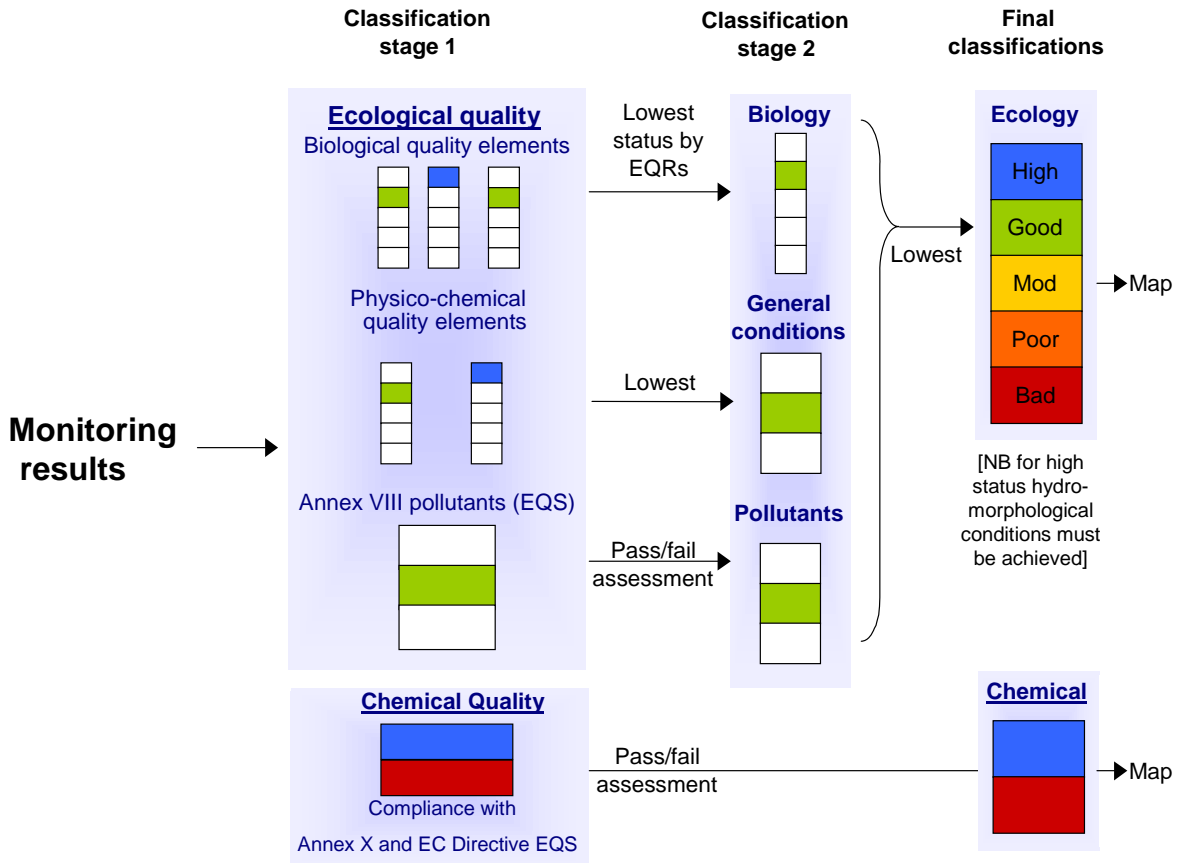 Classification
stage 1
Classification
stage 2
Final
classifications
Monitoring
results
Ecological quality
Biological quality elements
Physico-chemical
quality elements
Annex VIII pollutants (EQS)
Lowest
status by
EQRs
Lowest
Pass/fail
assessment
Biology
General
conditions
Pollutants
Lowest
Ecology
High
Good
Mod
Poor
Bad
Map
[NB for high
status hydro-
morphological
conditions must
be achieved]
Chemical Quality
Compliance with
Annex X and EC Directive EQS
Pass/fail
assessment
Chemical
Map